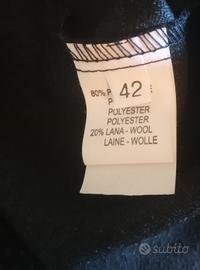 80% P
42
P
POLYESTER
POLYESTER
20% LANA - WOOL
LAINE - WOLLE
subito